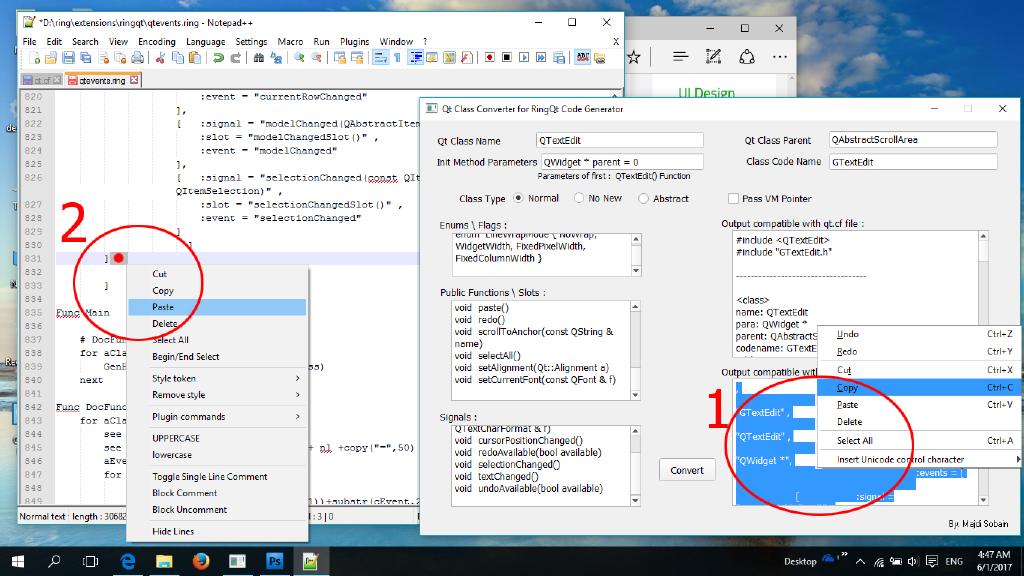 *D:\ring\extensions\ringqt\qtevents.ring - Notepad++
File Edit Search View Encoding Language Settings Macro Run Plugins Window ? X
qt.cf
qtevents.ring
820 :event = "currentRowChanged"
821 ],
822 [ :signal = "modelChanged(QAbstractItem
823 :slot = "modelChangedSlot()" ,
824 :event = "modelChanged"
825 ],
826 [ :signal = "selectionChanged(const QIt
QItemSelection)" ,
827 :slot = "selectionChangedSlot()" ,
828 :event = "selectionChanged"
829 ]
830 ]
831 ]
832
833 ]
834
835 Func Main
836
837 # DocFun
838 for aCla
839 GenH ss)
840 next
841
842 Func DocFunc
843 for aCla
844 see
845 see + nl +copy("=",50)
846 aEve
847 for
848
849 1))+substr(cEvent,2
Normal text length : 30682 : 3 | 0
2
Cut
Copy
Paste
Delete
Select All
Begin/End Select
Style token
Remove style
Plugin commands
UPPERCASE
lowercase
Toggle Single Line Comment
Block Comment
Block Uncomment
Hide Lines
UI Design
Qt Class Converter for RingQt Code Generator
Qt Class Name QTextEdit Qt Class Parent QAbstractScrollArea
Init Method Parameters QWidget * parent = 0 Class Code Name GTextEdit
Parameters of first : QTextEdit() Function
Class Type Normal No New Abstract Pass VM Pointer
Enums \ Flags :
enum LineWrapMode { NoWrap,
WidgetWidth, FixedPixelWidth,
FixedColumnWidth }
Public Functions \ Slots :
void paste()
void redo()
void scrollToAnchor(const QString &
name)
void selectAll()
void setAlignment(Qt::Alignment a)
void setCurrentFont(const QFont & f)
Signals :
QTextCharFormat & f)
void cursorPositionChanged()
void redoAvailable(bool available)
void selectionChanged()
void textChanged()
void undoAvailable(bool available)
Convert
Output compatible with qt.cf file :
#include <QTextEdit>
#include "GTextEdit.h"
---------------------------------
<class>
name: QTextEdit
para: QWidget *
parent: QAbstractS
codename: GTextE
Output compatible with
,
"GTextEdit" ,
"QTextEdit" ,
"QWidget *",
:events = [
[ :signal =
1
Undo Ctrl+Z
Redo Ctrl+Y
Cut Ctrl+X
Copy Ctrl+C
Paste Ctrl+V
Delete
Select All Ctrl+A
Insert Unicode control character
By: Majdi Sobain
Desktop ENG 4:47 AM
6/1/2017